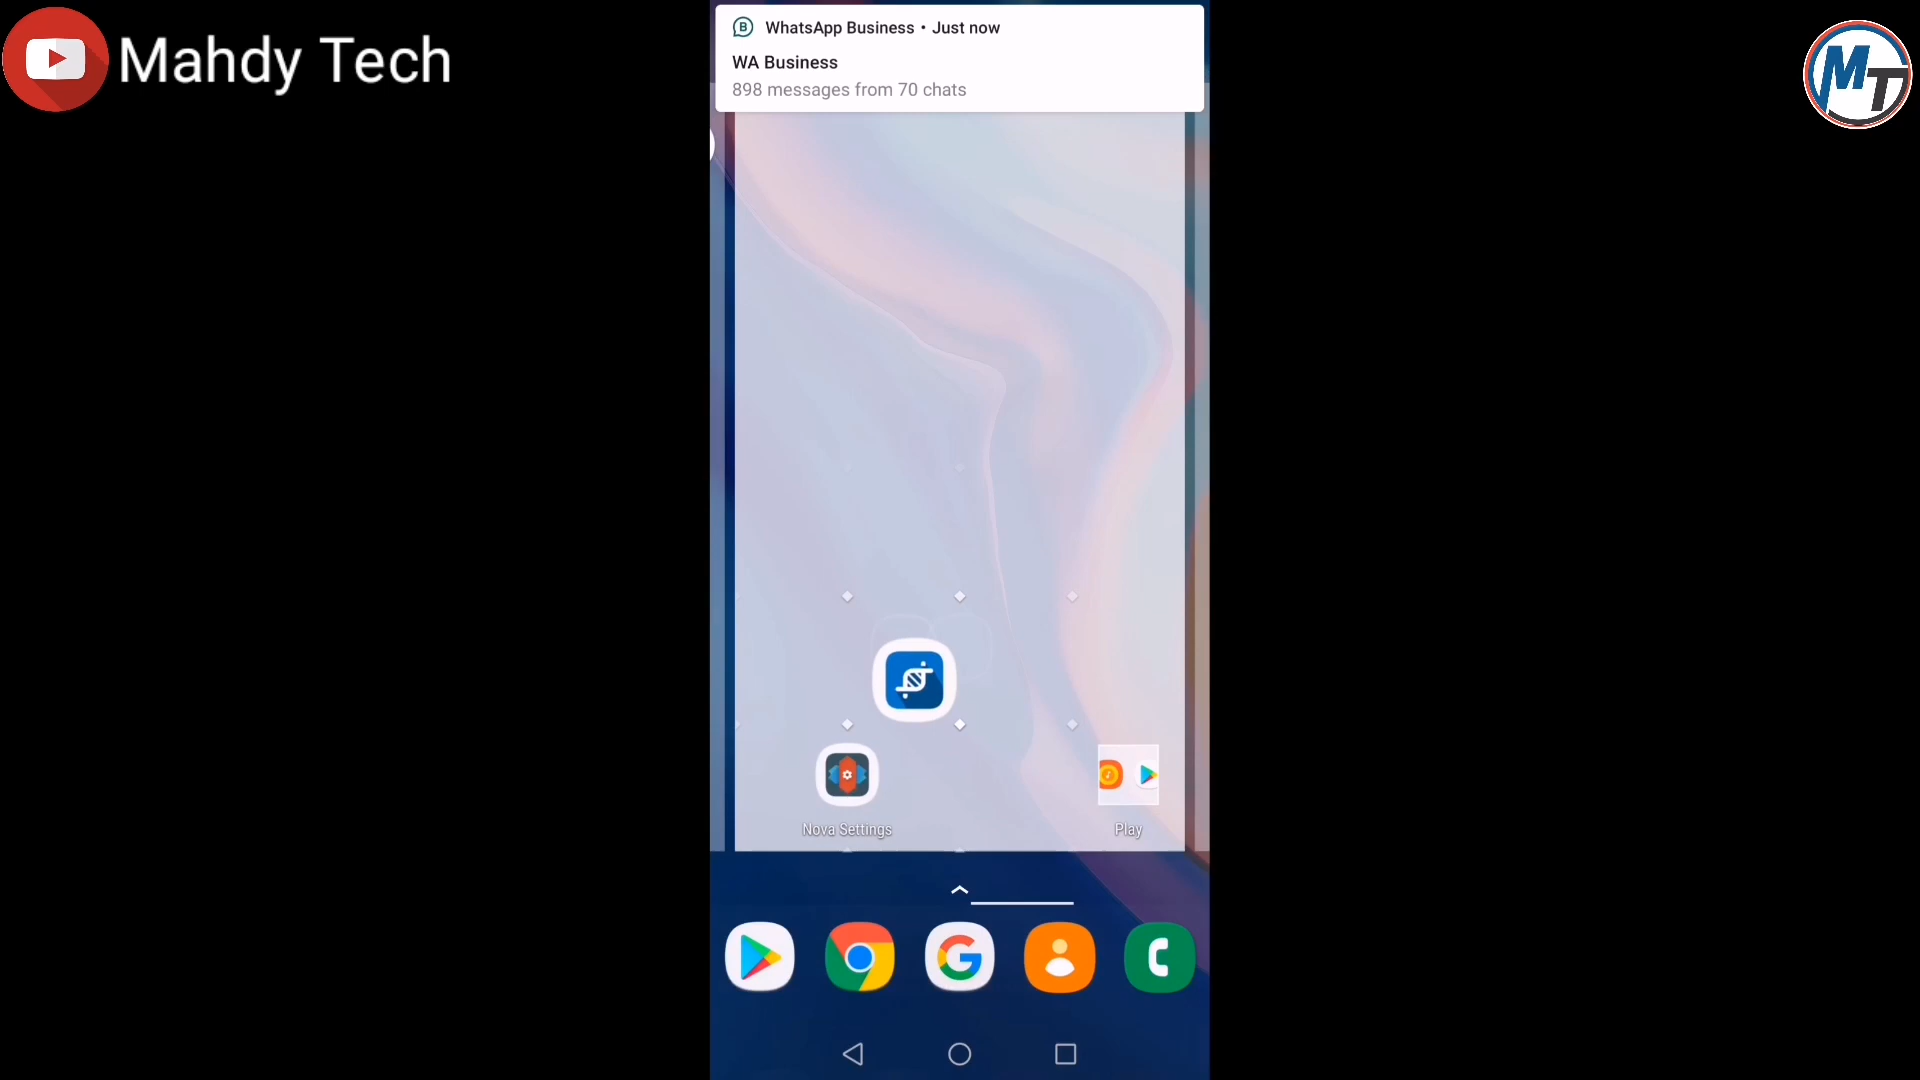 Mahdy Tech
MT
B WhatsApp Business • Just now
WA Business
898 messages from 70 chats
Nova Settings
Play